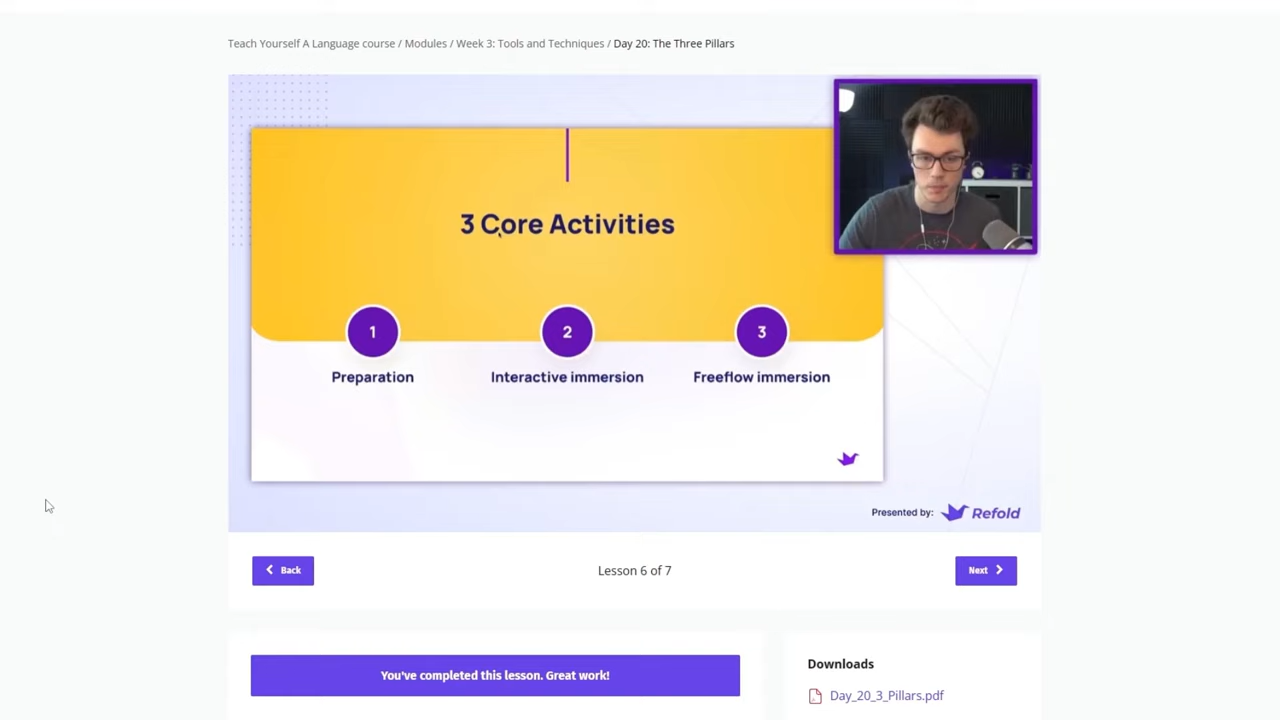 Teach Yourself A Language course / Modules / Week 3: Tools and Techniques / Day 20: The Three Pillars
3 Core Activities
1
2
3
Preparation
Interactive immersion
Freeflow immersion
Presented by: Refold
Back
Lesson 6 of 7
Next
You've completed this lesson. Great work!
Downloads
Day_20_3_Pillars.pdf